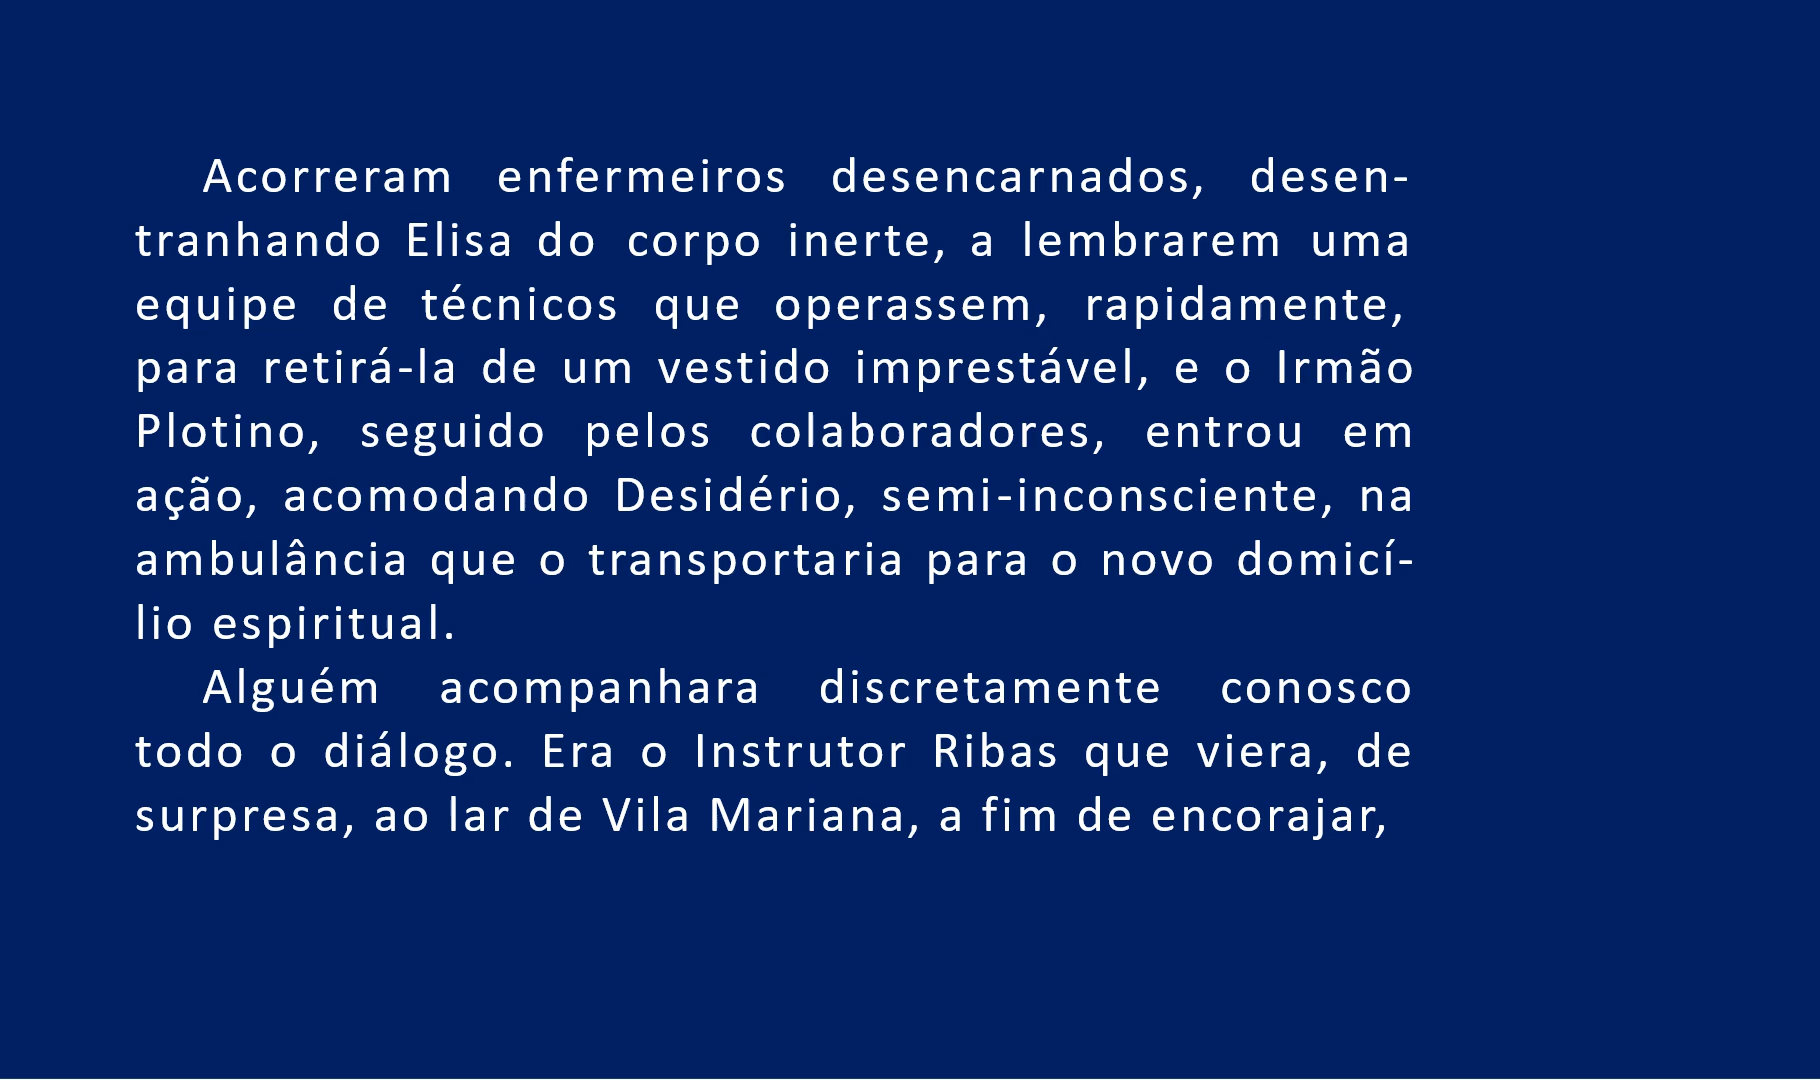 Acorreram enfermeiros desencarnados, desen-
tranhando Elisa do corpo inerte, a lembrarem uma
equipe de técnicos que operassem, rapidamente,
para retirá-la de um vestido imprestável, e o Irmão
Plotino, seguido pelos colaboradores, entrou em
ação, acomodando Desidério, semi-inconsciente, na
ambulância que o transportaria para o novo domicí-
lio espiritual.
Alguém acompanhara discretamente conosco
todo o diálogo. Era o Instrutor Ribas que viera, de
surpresa, ao lar de Vila Mariana, a fim de encorajar,